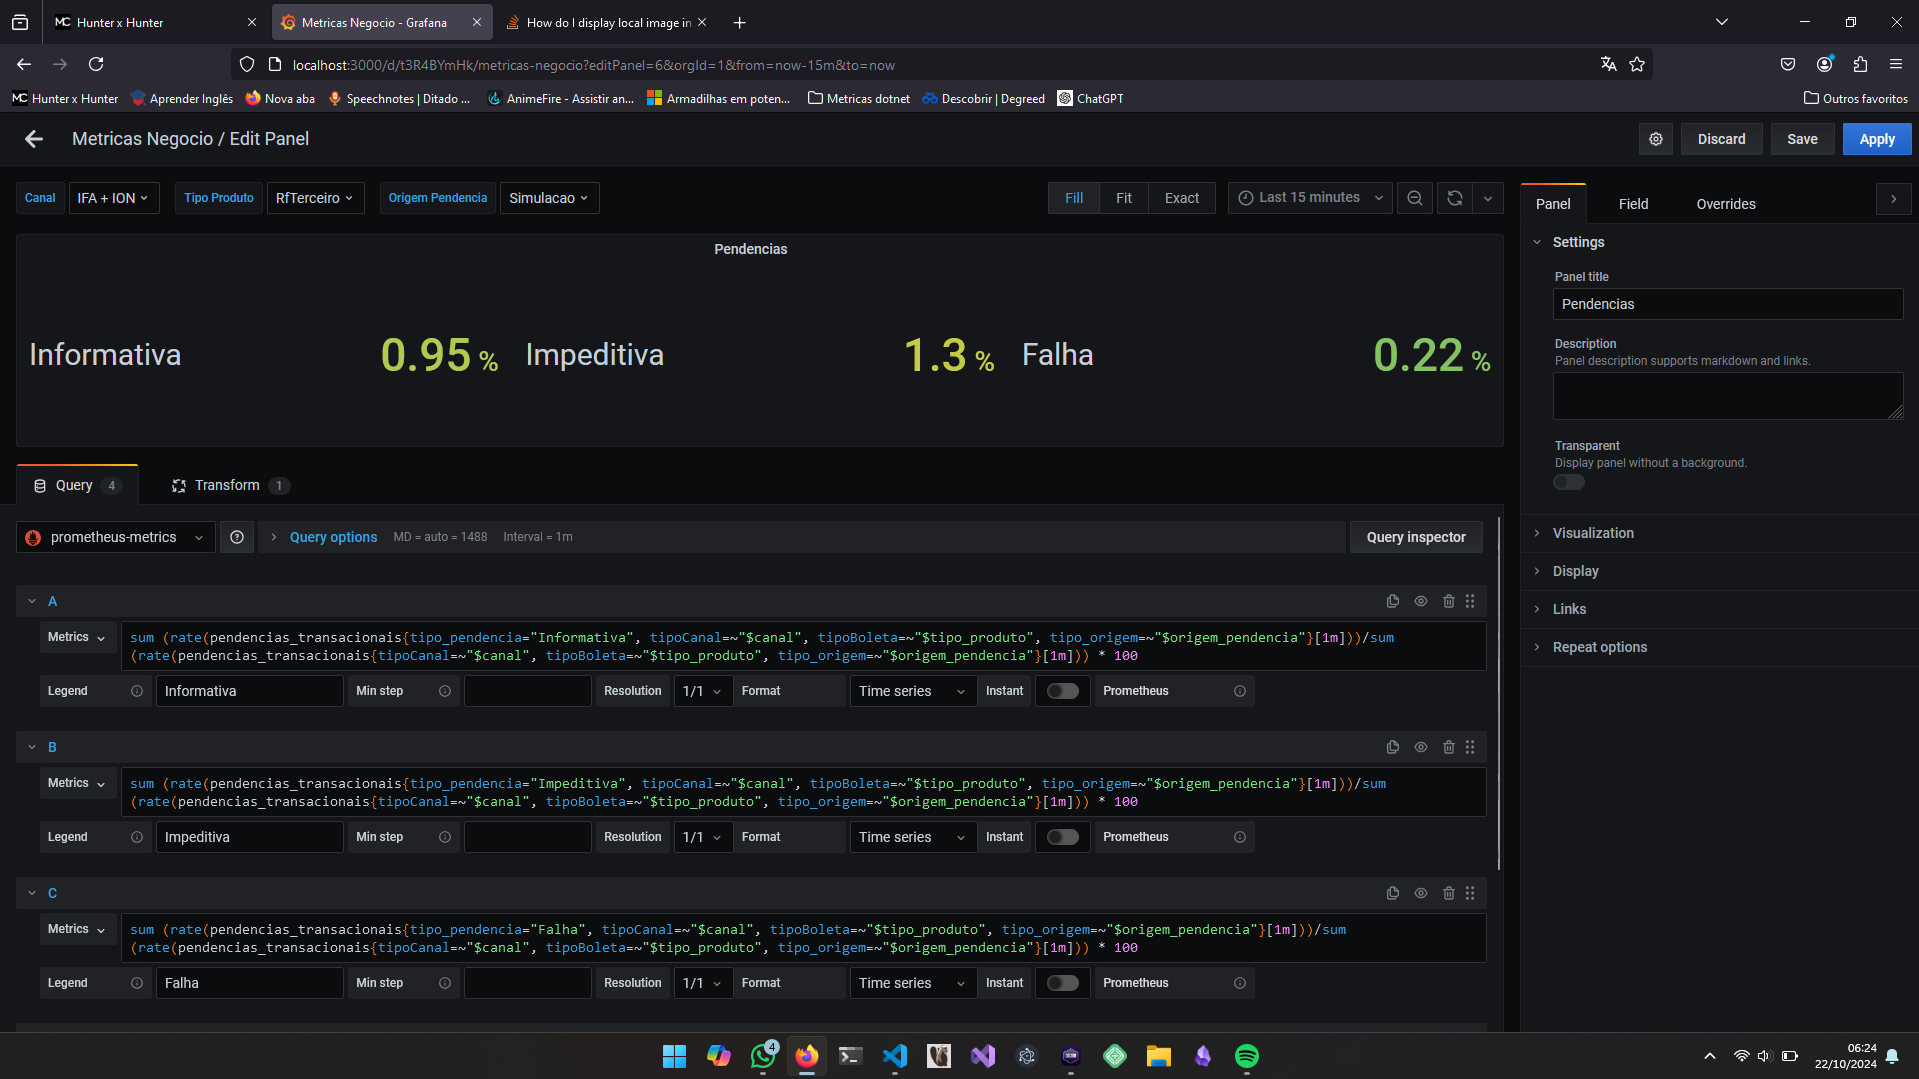 Hunter x Hunter
Metricas Negocio - Grafana
How do I display local image in
localhost:3000/d/t3R4BYmHk/metricas-negocio?editPanel=6&orgId=1&from=now-15m&to=now
Hunter x Hunter
Aprender Inglês
Nova aba
Speechnotes | Ditado ...
AnimeFire - Assistir an...
Armadilhas em poten...
Metricas dotnet
Descobrir | Degreed
ChatGPT
Outros favoritos
Metricas Negocio / Edit Panel
Discard
Save
Apply
Canal
IFA + ION
Tipo Produto
RfTerceiro
Origem Pendencia
Simulacao
Fill
Fit
Exact
Last 15 minutes
Pendencias
Informativa
0.95 %
Impeditiva
1.3 %
Falha
0.22 %
Query 4
Transform 1
prometheus-metrics
Query options
MD = auto = 1488
Interval = 1m
Query inspector
A
Metrics
sum (rate(pendencias_transacionais{tipo_pendencia="Informativa", tipoCanal=~"$canal", tipoBoleta=~"$tipo_produto", tipo_origem=~"$origem_pendencia"}[1m]))/sum
(rate(pendencias_transacionais{tipoCanal=~"$canal", tipoBoleta=~"$tipo_produto", tipo_origem=~"$origem_pendencia"}[1m])) * 100
Legend
Informativa
Min step
Resolution
1/1
Format
Time series
Instant
Prometheus
B
Metrics
sum (rate(pendencias_transacionais{tipo_pendencia="Impeditiva", tipoCanal=~"$canal", tipoBoleta=~"$tipo_produto", tipo_origem=~"$origem_pendencia"}[1m]))/sum
(rate(pendencias_transacionais{tipoCanal=~"$canal", tipoBoleta=~"$tipo_produto", tipo_origem=~"$origem_pendencia"}[1m])) * 100
Legend
Impeditiva
Min step
Resolution
1/1
Format
Time series
Instant
Prometheus
C
Metrics
sum (rate(pendencias_transacionais{tipo_pendencia="Falha", tipoCanal=~"$canal", tipoBoleta=~"$tipo_produto", tipo_origem=~"$origem_pendencia"}[1m]))/sum
(rate(pendencias_transacionais{tipoCanal=~"$canal", tipoBoleta=~"$tipo_produto", tipo_origem=~"$origem_pendencia"}[1m])) * 100
Legend
Falha
Min step
Resolution
1/1
Format
Time series
Instant
Prometheus
Panel
Field
Overrides
Settings
Panel title
Pendencias
Description
Panel description supports markdown and links.
Transparent
Display panel without a background.
Visualization
Display
Links
Repeat options
4
06:24
22/10/2024